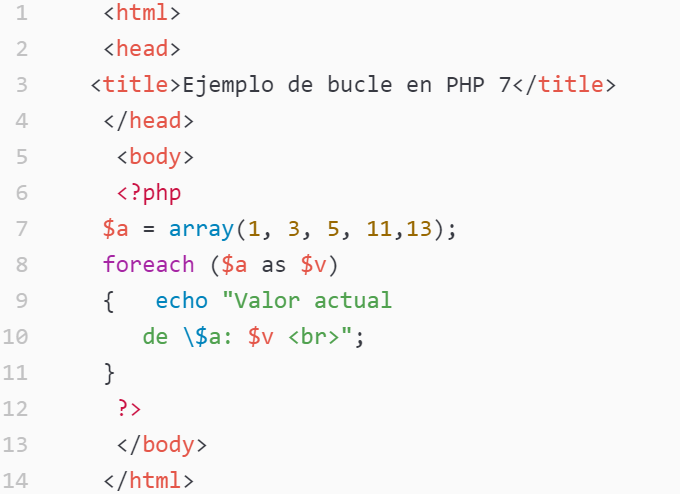 1 <html>
2 <head>
3 <title>Ejemplo de bucle en PHP 7</title>
4 </head>
5 <body>
6 <?php
7 $a = array(1, 3, 5, 11,13);
8 foreach ($a as $v)
9 {   echo "Valor actual
10 de \$a: $v <br>";
11 }
12 ?>
13 </body>
14 </html>